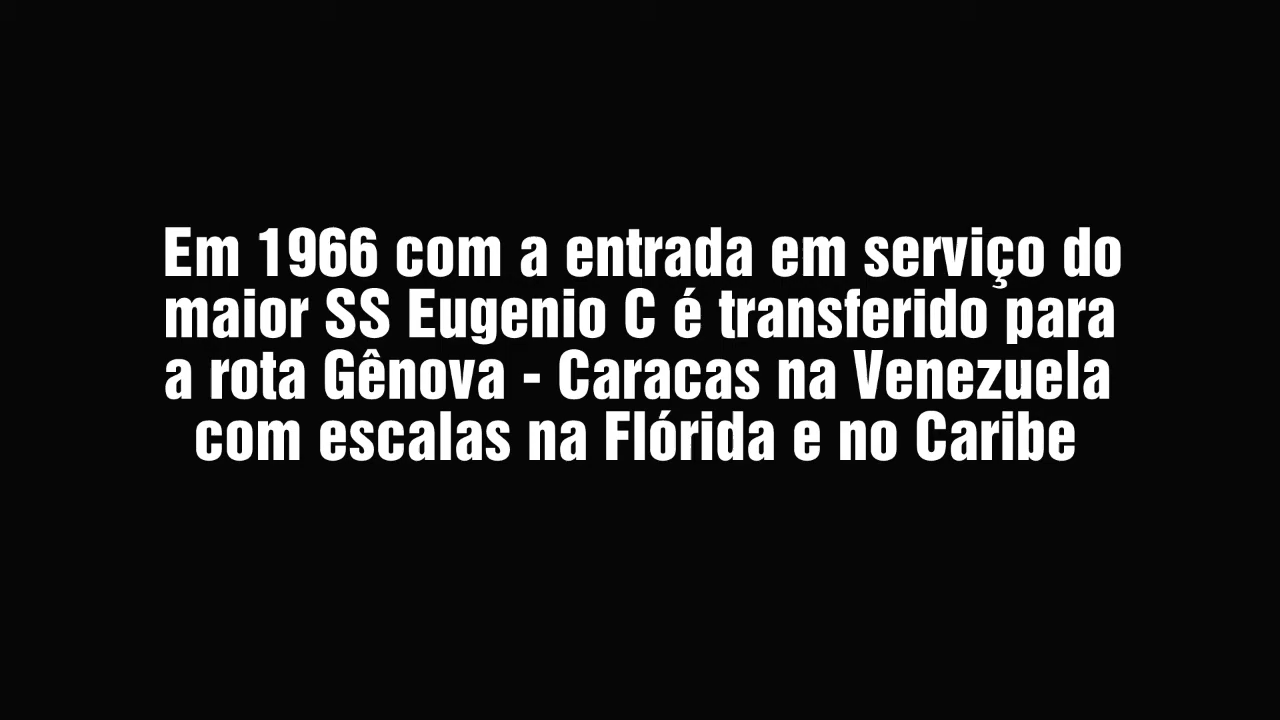 Em 1966 com a entrada em serviço do
maior SS Eugenio C é transferido para
a rota Gênova - Caracas na Venezuela
com escalas na Flórida e no Caribe